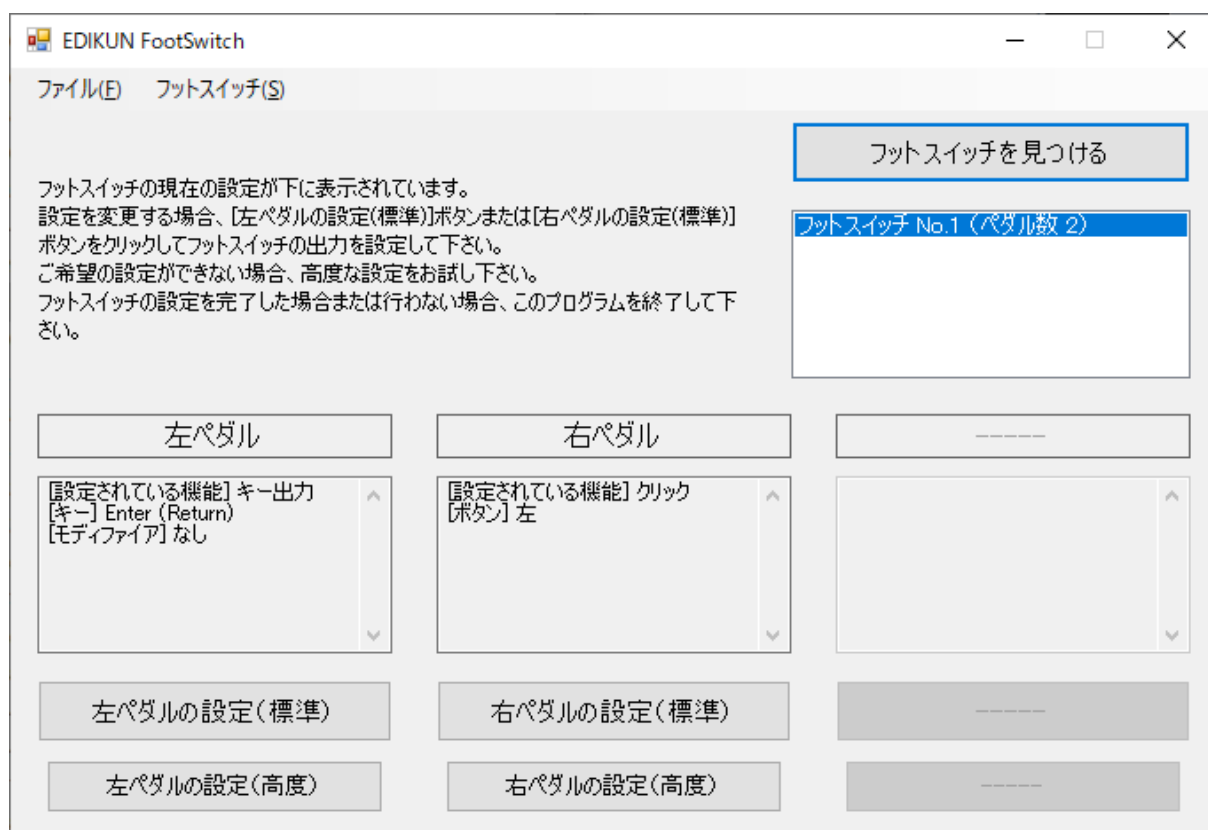 EDIKUN FootSwitch
ファイル(F) フットスイッチ(S)
フットスイッチを見つける
フットスイッチの現在の設定が下に表示されています。
設定を変更する場合、[左ペダルの設定(標準)]ボタンまたは[右ペダルの設定(標準)]
ボタンをクリックしてフットスイッチの出力を設定して下さい。
ご希望の設定ができない場合、高度な設定をお試し下さい。
フットスイッチの設定を完了した場合または行わない場合、このプログラムを終了して下
さい。
フットスイッチ No.1 (ペダル数 2)
左ペダル
右ペダル
-----
[設定されている機能] キー出力
[キー] Enter (Return)
[モディファイア] なし
[設定されている機能] クリック
[ボタン] 左
左ペダルの設定(標準)
右ペダルの設定(標準)
-----
左ペダルの設定(高度)
右ペダルの設定(高度)
-----